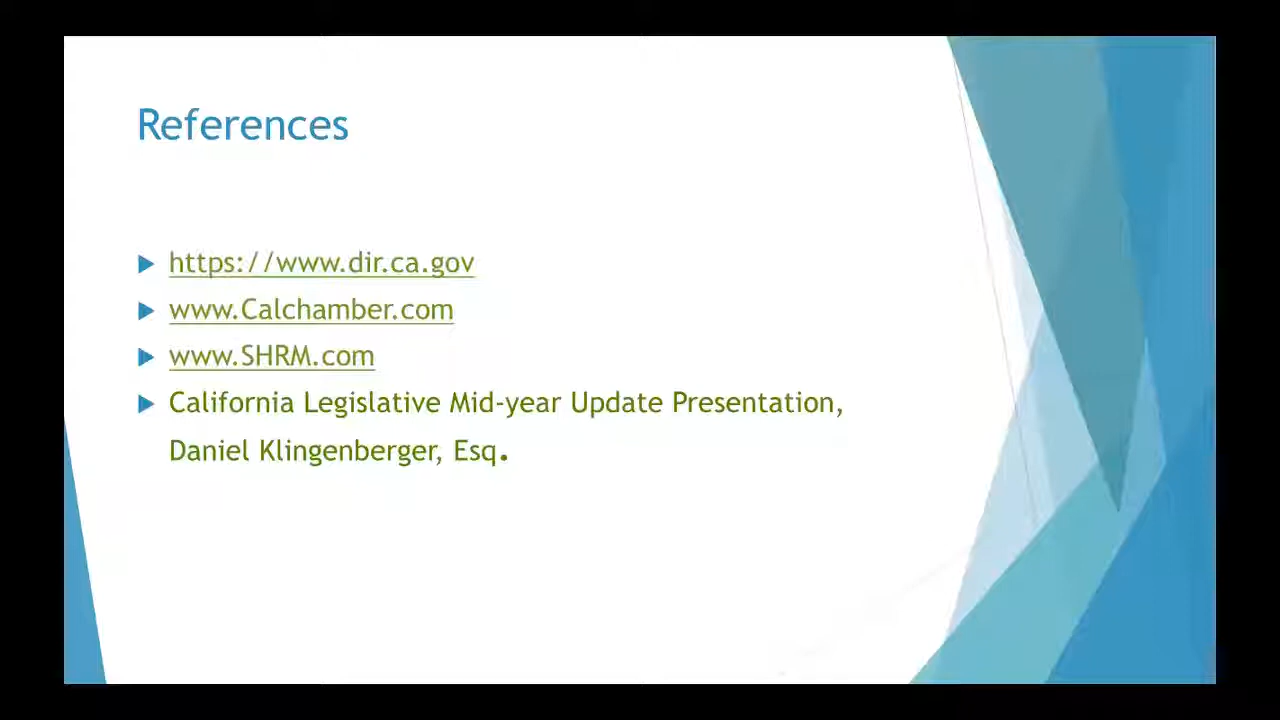 References
https://www.dir.ca.gov
www.Calchamber.com
www.SHRM.com
California Legislative Mid-year Update Presentation,
Daniel Klingenberger, Esq.